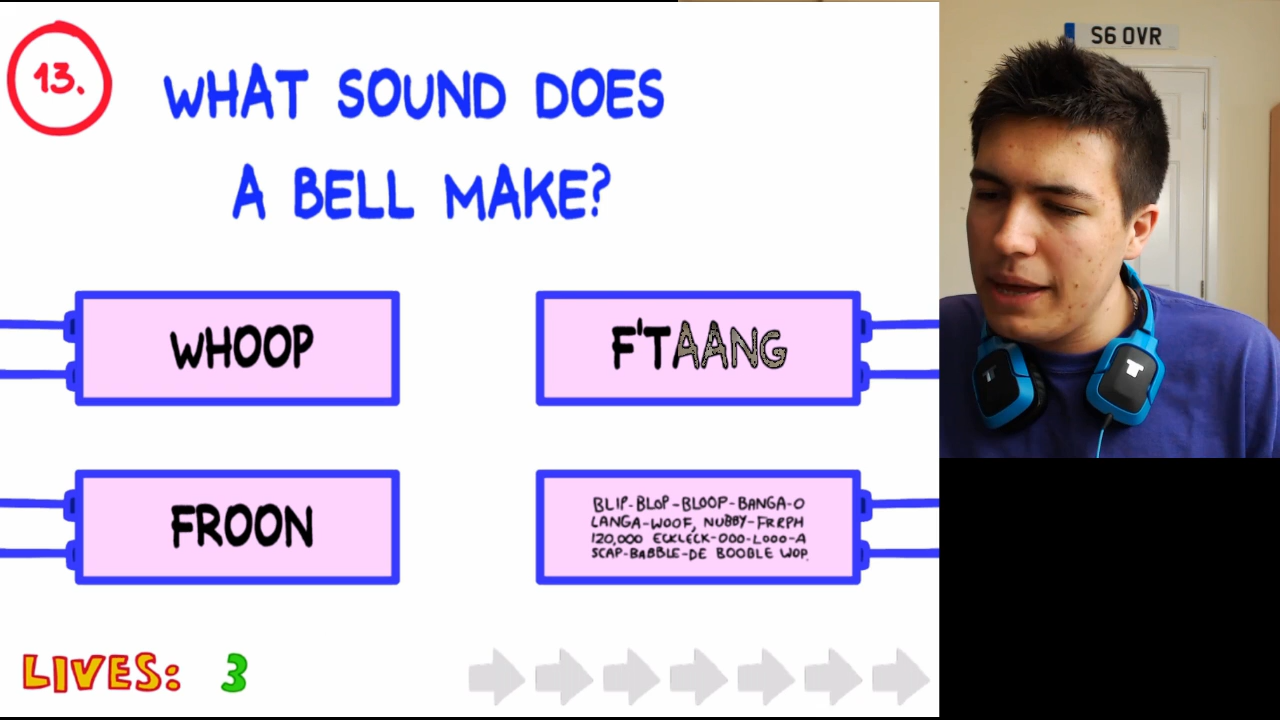 13.
WHAT SOUND DOES
A BELL MAKE?
WHOOP
F'TAANG
FROON
BLIP-BLOP-BLOOP-BANGA-O
LANGA-WOOF, NUBBY-FRRPH
120,000 ECKLECK-OOO-LOOO-A
SCAP-BABBLE-DE BOOBLE WOP.
LIVES: 3
S6 OVR